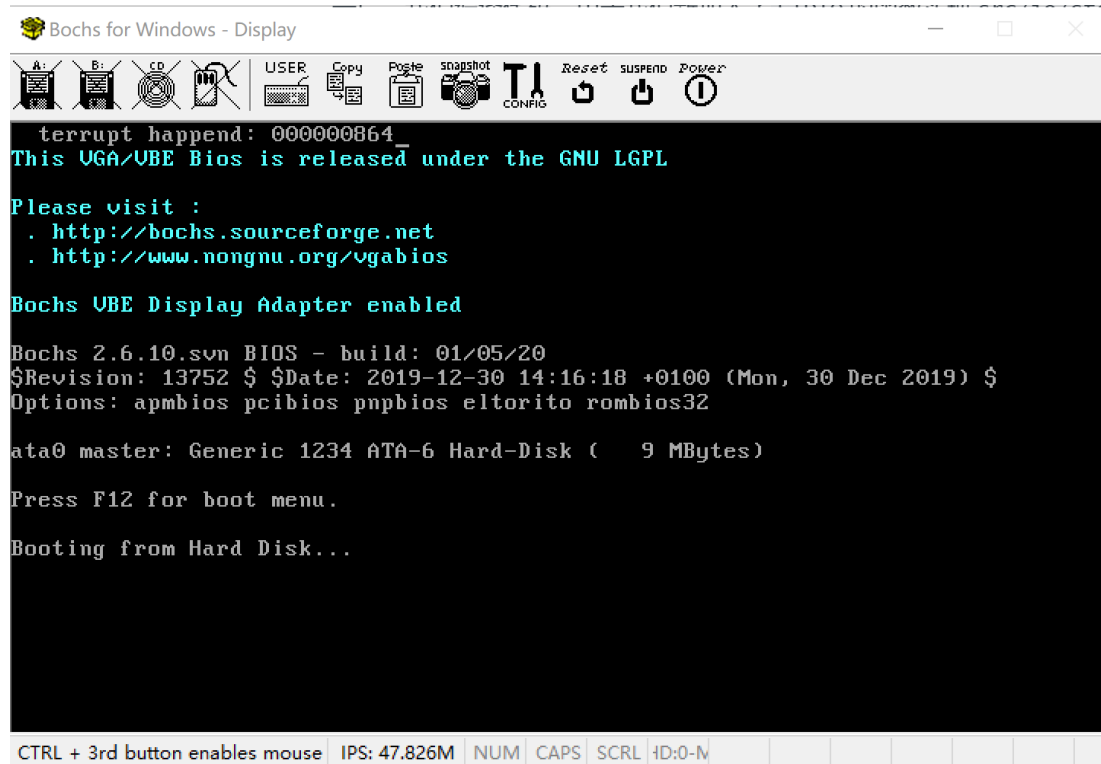 Bochs for Windows - Display
A: B: CD USER Copy Paste snapshot CONFIG Reset SUSPEND Power
terrupt happend: 000000864_
This VGA/VBE Bios is released under the GNU LGPL
Please visit :
. http://bochs.sourceforge.net
. http://www.nongnu.org/vgabios
Bochs VBE Display Adapter enabled
Bochs 2.6.10.svn BIOS - build: 01/05/20
$Revision: 13752 $ $Date: 2019-12-30 14:16:18 +0100 (Mon, 30 Dec 2019) $
Options: apmbios pcibios pnpbios eltorito rombios32
ata0 master: Generic 1234 ATA-6 Hard-Disk (   9 MBytes)
Press F12 for boot menu.
Booting from Hard Disk...
CTRL + 3rd button enables mouse IPS: 47.826M NUM CAPS SCRL